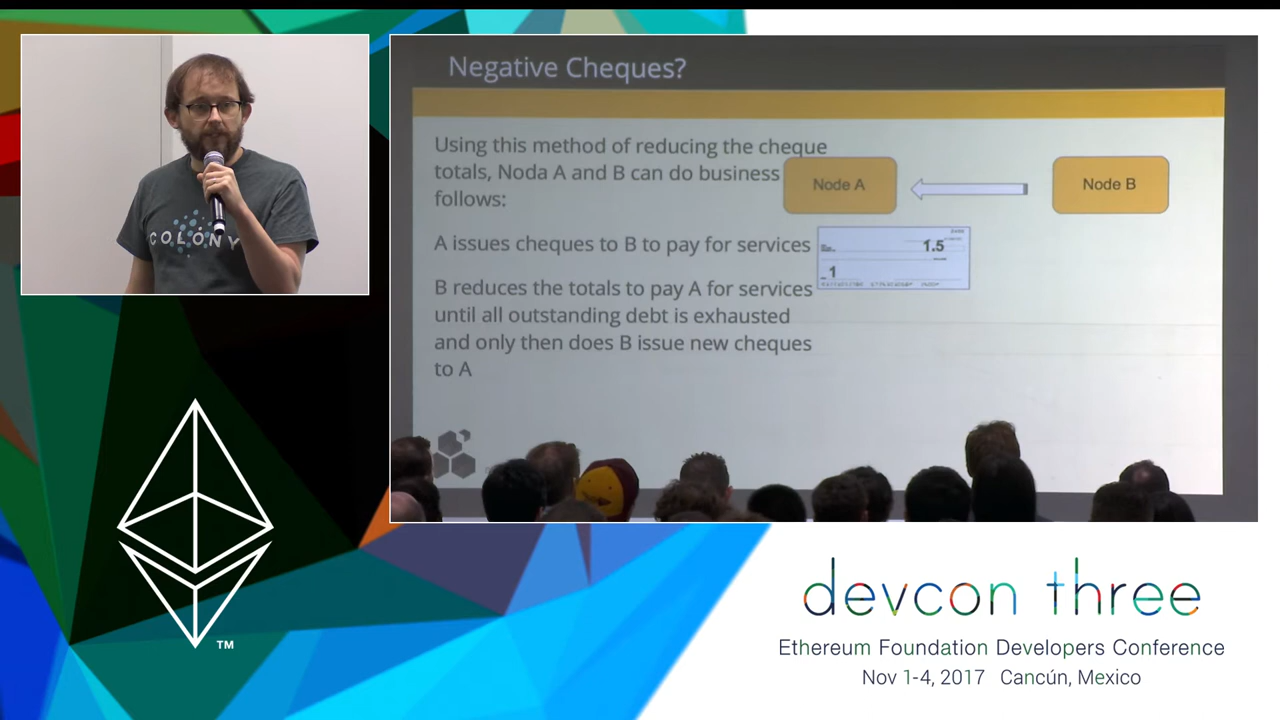 COLONY
Negative Cheques?
Using this method of reducing the cheque
totals, Noda A and B can do business
follows:
A issues cheques to B to pay for services
B reduces the totals to pay A for services
until all outstanding debt is exhausted
and only then does B issue new cheques
to A
Node A
Node B
1.5
1
TM
devcon three
Ethereum Foundation Developers Conference
Nov 1-4, 2017 Cancún, Mexico